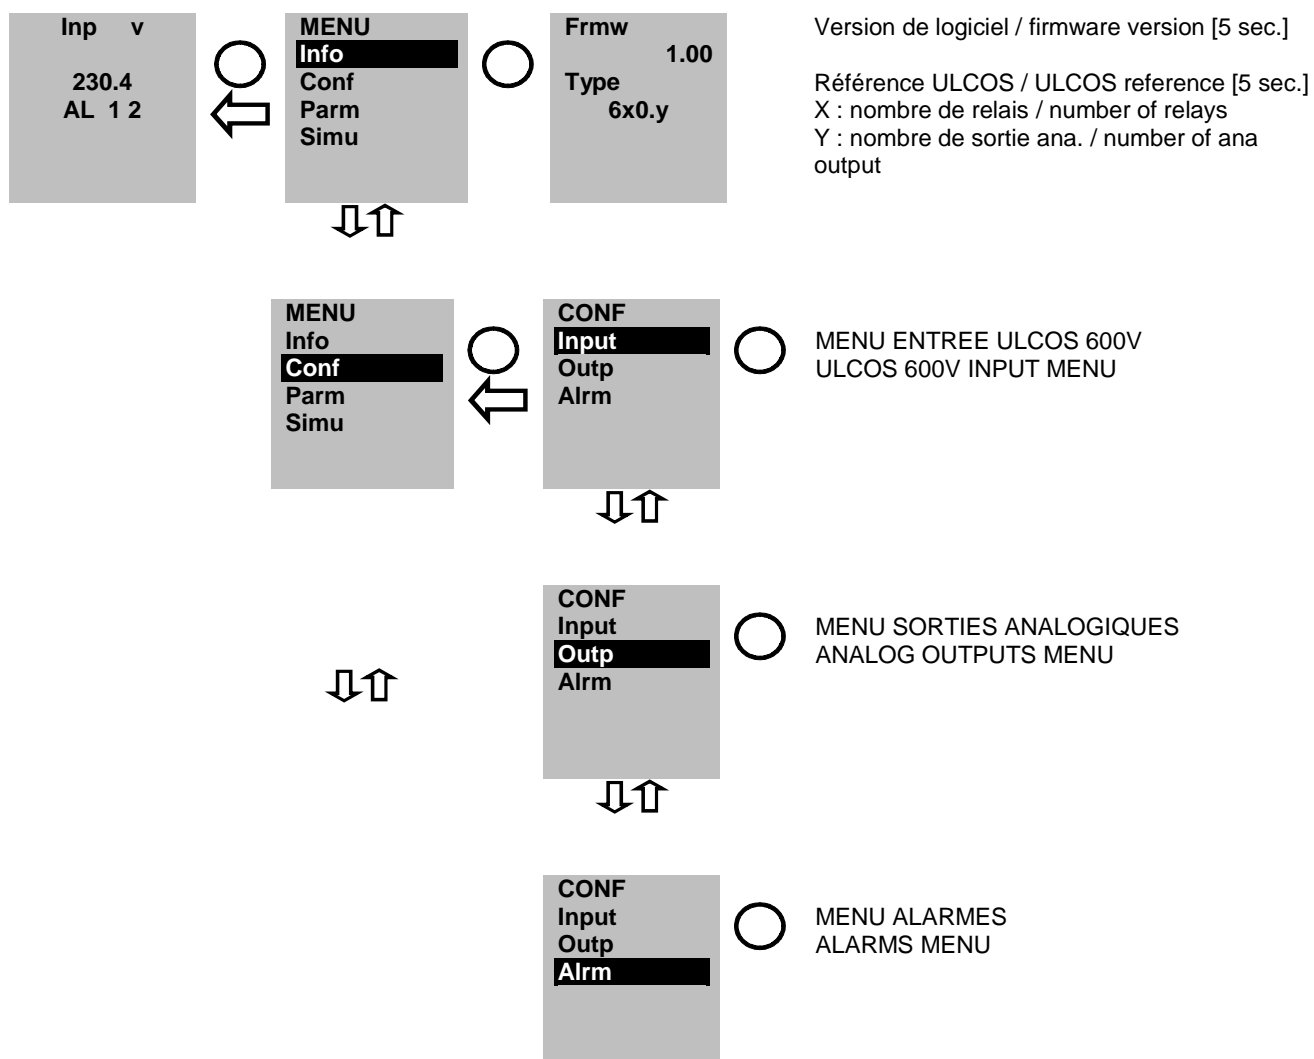 Inp v
230.4
AL 1 2
MENU
Info
Conf
Parm
Simu
Frmw
1.00
Type
6x0.y
Version de logiciel / firmware version [5 sec.]
Référence ULCOS / ULCOS reference [5 sec.]
X : nombre de relais / number of relays
Y : nombre de sortie ana. / number of ana
output
MENU
Info
Conf
Parm
Simu
CONF
Input
Outp
Alrm
MENU ENTREE ULCOS 600V
ULCOS 600V INPUT MENU
CONF
Input
Outp
Alrm
MENU SORTIES ANALOGIQUES
ANALOG OUTPUTS MENU
CONF
Input
Outp
Alrm
MENU ALARMES
ALARMS MENU